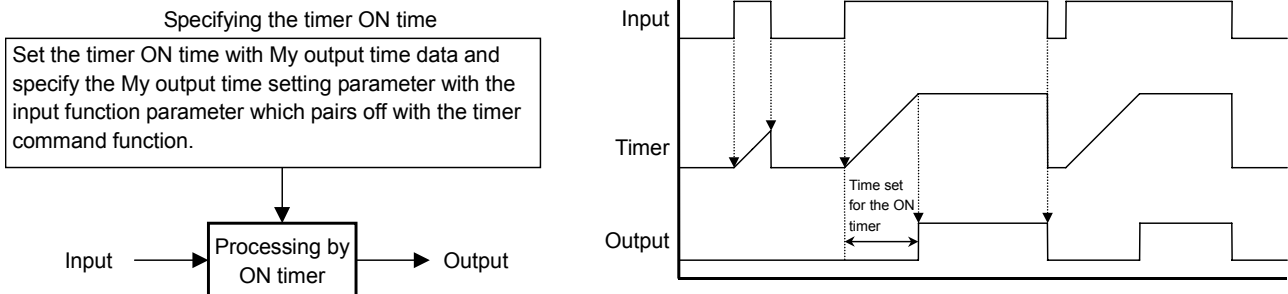 Specifying the timer ON time
Set the timer ON time with My output time data and
specify the My output time setting parameter with the
input function parameter which pairs off with the timer
command function.
Input
Processing by
ON timer
Output
Input
Timer
Time set
for the ON
timer
Output